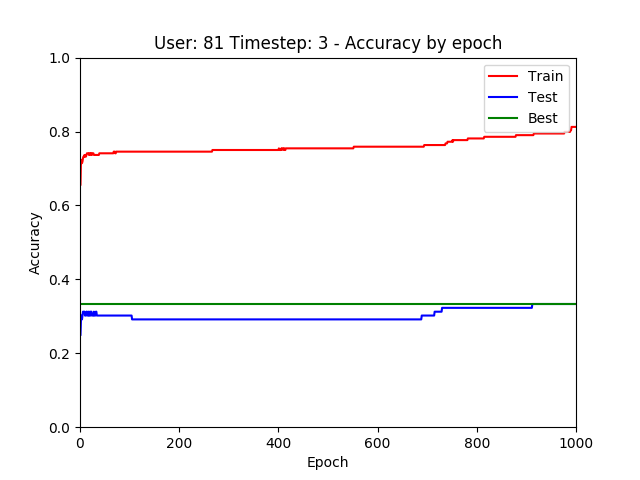 User: 81 Timestep: 3 - Accuracy by epoch
1.0
0.8
0.6
0.4
0.2
0.0
Accuracy
Train
Test
Best
0 200 400 600 800 1000
Epoch